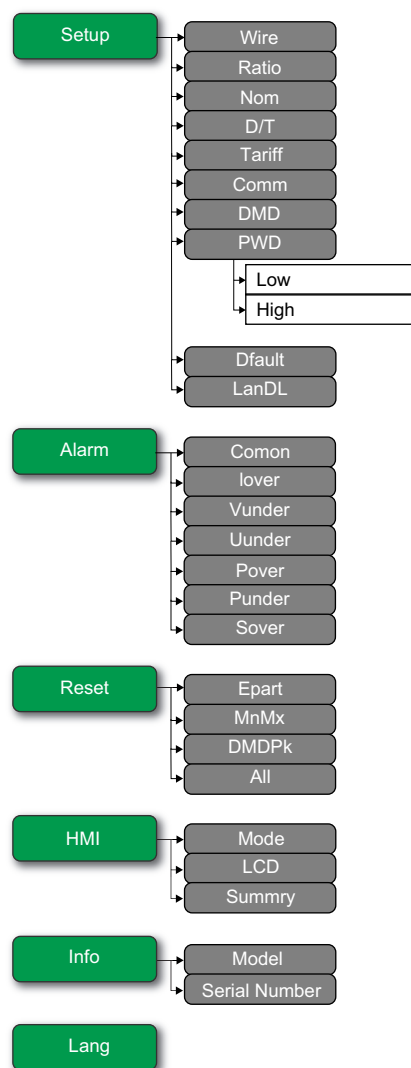 Setup
Wire
Ratio
Nom
D/T
Tariff
Comm
DMD
PWD
Low
High
Dfault
LanDL
Alarm
Comon
Iover
Vunder
Uunder
Pover
Punder
Sover
Reset
Epart
MnMx
DMDPk
All
HMI
Mode
LCD
Summry
Info
Model
Serial Number
Lang